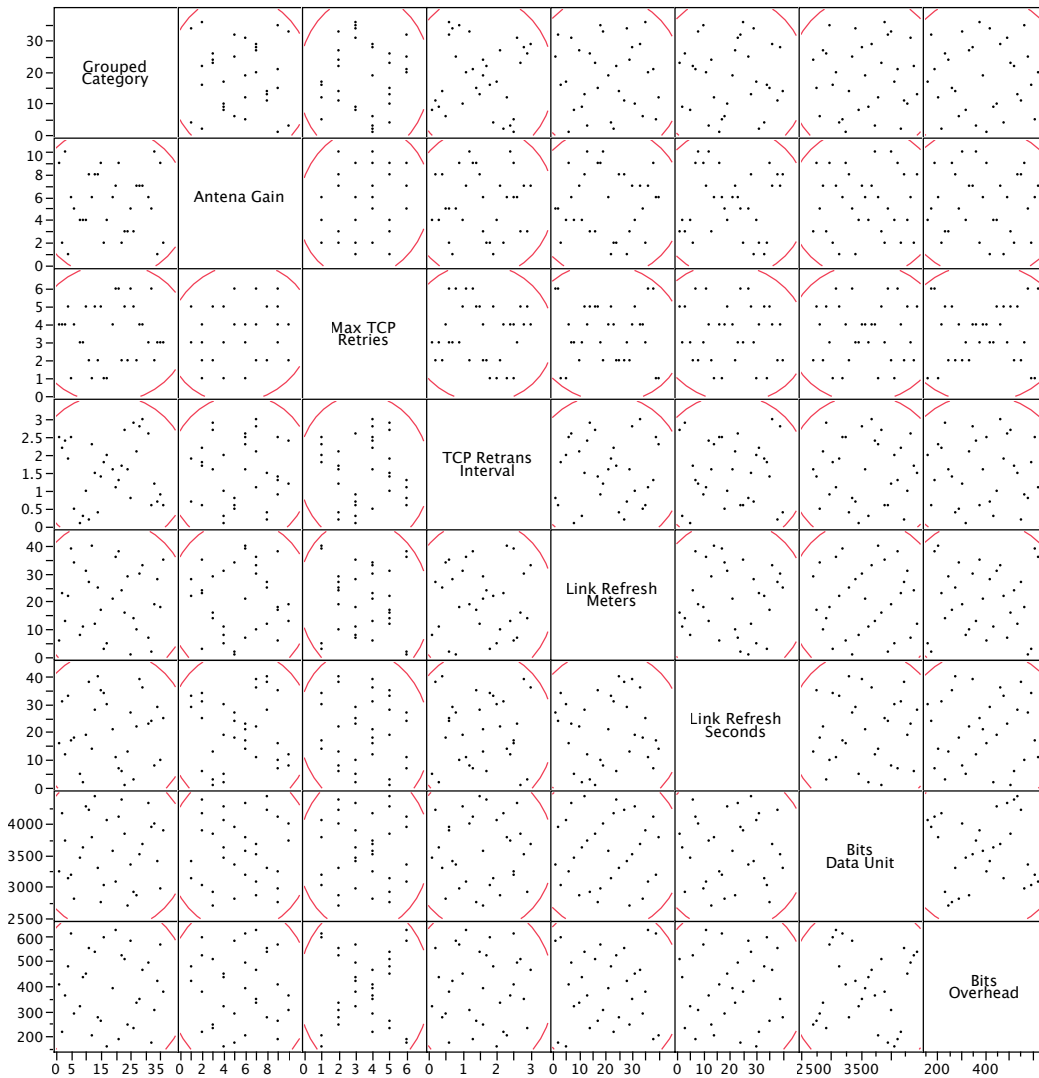 30
20
10
0
Grouped
Category
10
8
6
4
2
0
Antena Gain
6
5
4
3
2
1
0
Max TCP
Retries
3
2.5
2
1.5
1
0.5
0
TCP Retrans
Interval
40
30
20
10
0
Link Refresh
Meters
40
30
20
10
0
Link Refresh
Seconds
4000
3500
3000
2500
Bits
Data Unit
600
500
400
300
200
Bits
Overhead
0 5 15 25 35 0 2 4 6 8 0 1 2 3 4 5 6 0 1 2 3 0 10 20 30 0 10 20 30 2500 3500 200 400